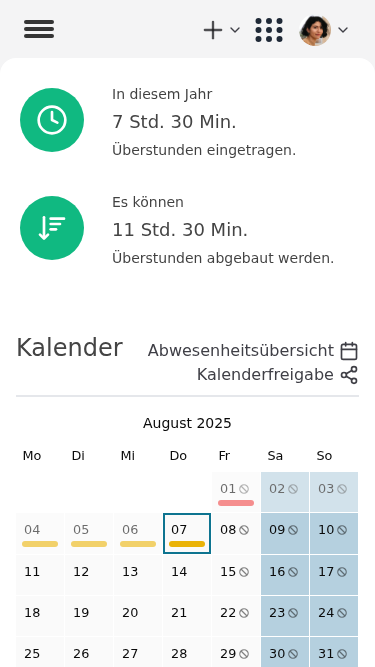 In diesem Jahr
7 Std. 30 Min.
Überstunden eingetragen.
Es können
11 Std. 30 Min.
Überstunden abgebaut werden.
Kalender
Abwesenheitsübersicht
Kalenderfreigabe
August 2025
Mo Di Mi Do Fr Sa So
01 02 03
04 05 06 07 08 09 10
11 12 13 14 15 16 17
18 19 20 21 22 23 24
25 26 27 28 29 30 31